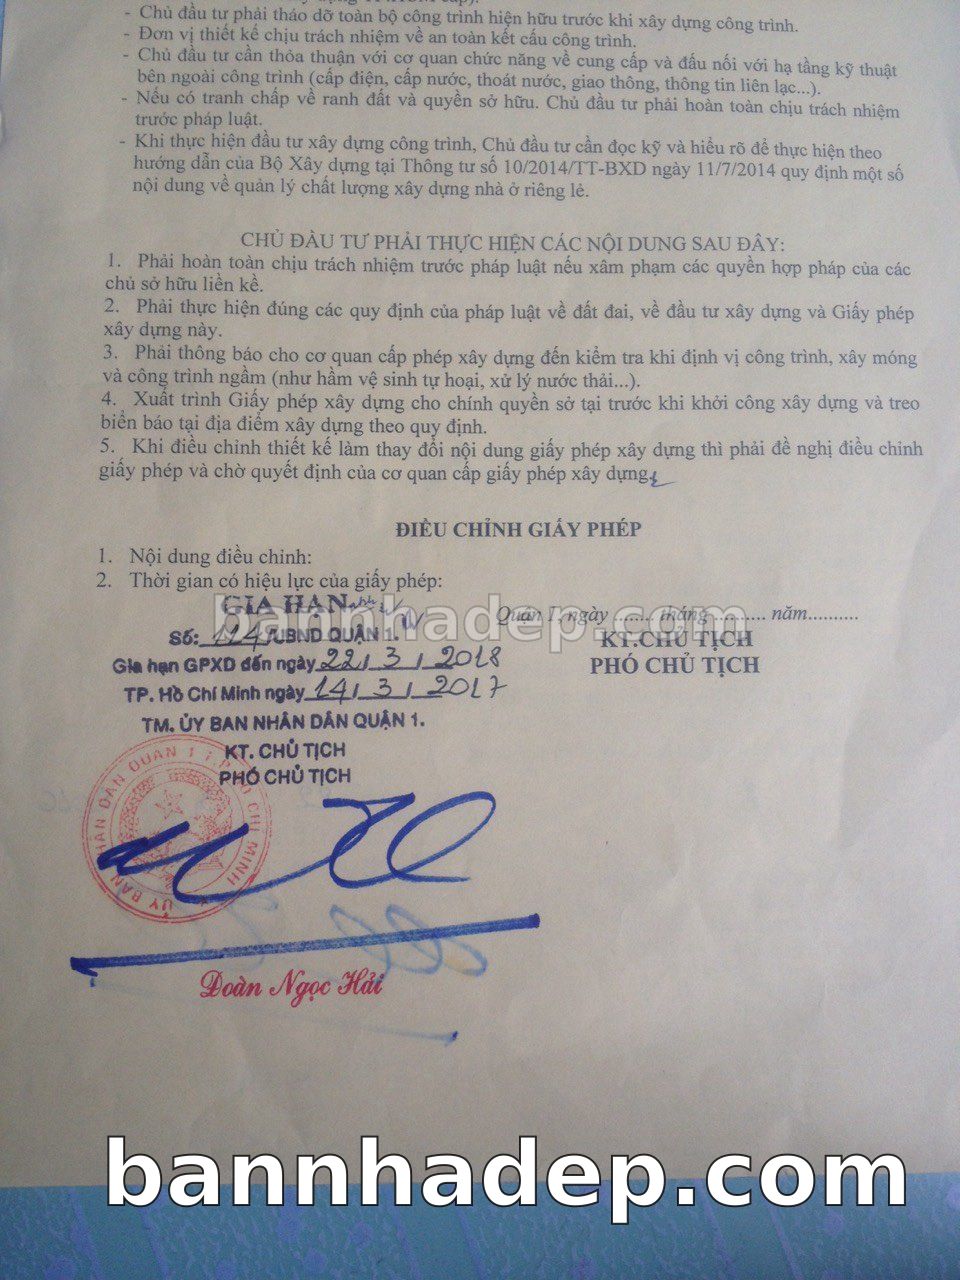 - Chủ đầu tư phải tháo dỡ toàn bộ công trình hiện hữu trước khi xây dựng công trình.
- Đơn vị thiết kế chịu trách nhiệm về an toàn kết cấu công trình.
- Chủ đầu tư cần thỏa thuận với cơ quan chức năng về cung cấp và đấu nối với hạ tầng kỹ thuật
bên ngoài công trình (cấp điện, cấp nước, thoát nước, giao thông, thông tin liên lạc...).
- Nếu có tranh chấp về ranh đất và quyền sở hữu. Chủ đầu tư phải hoàn toàn chịu trách nhiệm
trước pháp luật.
- Khi thực hiện đầu tư xây dựng công trình, Chủ đầu tư cần đọc kỹ và hiểu rõ để thực hiện theo
hướng dẫn của Bộ Xây dựng tại Thông tư số 10/2014/TT-BXD ngày 11/7/2014 quy định một số
nội dung về quản lý chất lượng xây dựng nhà ở riêng lẻ.
CHỦ ĐẦU TƯ PHẢI THỰC HIỆN CÁC NỘI DUNG SAU ĐÂY:
1. Phải hoàn toàn chịu trách nhiệm trước pháp luật nếu xâm phạm các quyền hợp pháp của các
chủ sở hữu liền kề.
2. Phải thực hiện đúng các quy định của pháp luật về đất đai, về đầu tư xây dựng và Giấy phép
xây dựng này.
3. Phải thông báo cho cơ quan cấp phép xây dựng đến kiểm tra khi định vị công trình, xây móng
và công trình ngầm (như hầm vệ sinh tự hoại, xử lý nước thải...).
4. Xuất trình Giấy phép xây dựng cho chính quyền sở tại trước khi khởi công xây dựng và treo
biển báo tại địa điểm xây dựng theo quy định.
5. Khi điều chỉnh thiết kế làm thay đổi nội dung giấy phép xây dựng thì phải đề nghị điều chỉnh
giấy phép và chờ quyết định của cơ quan cấp giấy phép xây dựng.
ĐIỀU CHỈNH GIẤY PHÉP
1. Nội dung điều chỉnh:
2. Thời gian có hiệu lực của giấy phép:
GIA HẠN
bannhadep.com
Quận 1, ngày ........ tháng .......... năm..........
KT.CHỦ TỊCH
PHÓ CHỦ TỊCH
Số: 114/UBND QUẬN 1.
Gia hạn GPXD đến ngày 22/3/2018
TP. Hồ Chí Minh ngày 14/3/2017
TM. ỦY BAN NHÂN DÂN QUẬN 1.
KT. CHỦ TỊCH
PHÓ CHỦ TỊCH
ỦY BAN NHÂN DÂN QUẬN 1 T.P HỒ CHÍ MINH
Đoàn Ngọc Hải
bannhadep.com